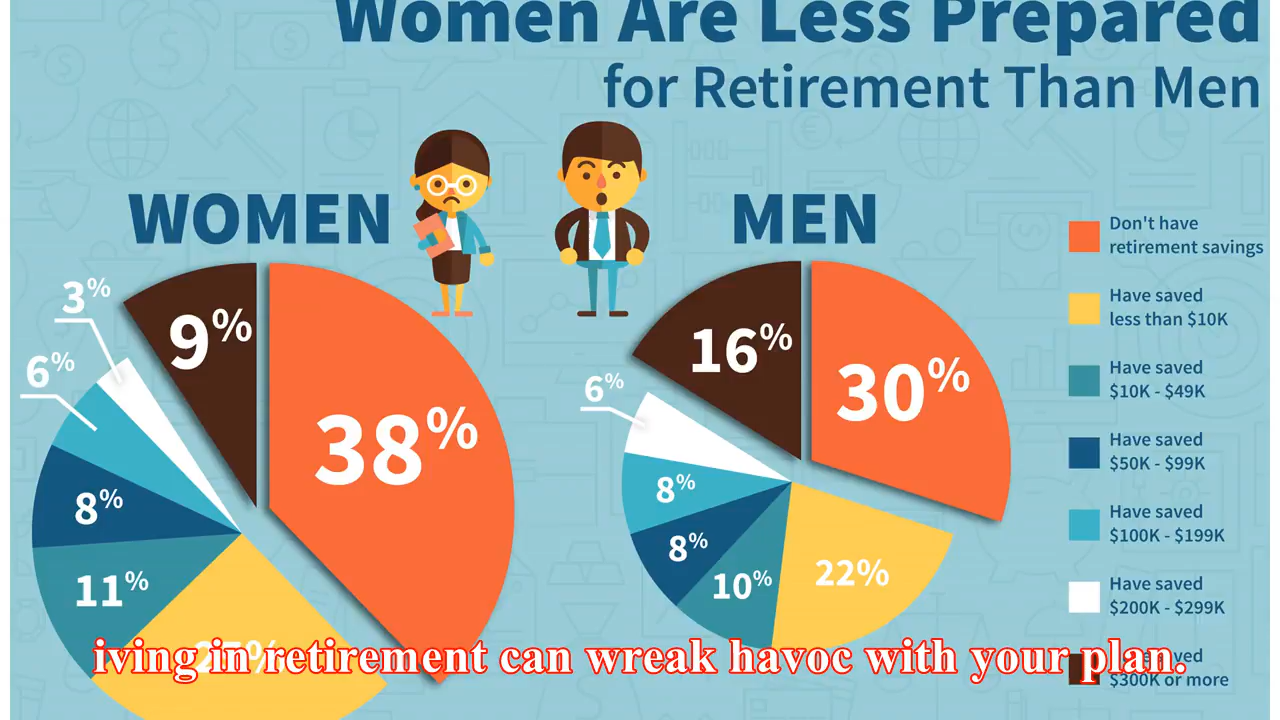 Women Are Less Prepared
for Retirement Than Men
WOMEN
MEN
3%
6%
9%
38%
8%
11%
16%
30%
6%
8%
8%
10%
22%
Don't have
retirement savings
Have saved
less than $10K
Have saved
$10K - $49K
Have saved
$50K - $99K
Have saved
$100K - $199K
Have saved
$200K - $299K
$300K or more
iving in retirement can wreak havoc with your plan.